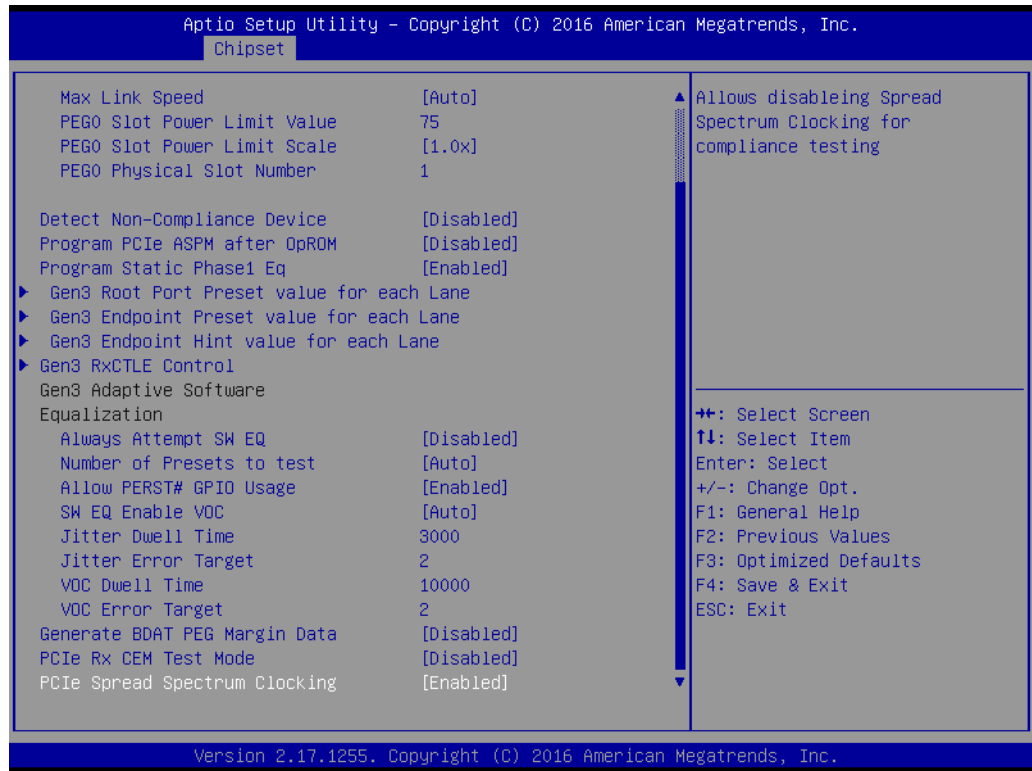 Aptio Setup Utility – Copyright (C) 2016 American Megatrends, Inc.
Chipset
Max Link Speed [Auto]
PEG0 Slot Power Limit Value 75
PEG0 Slot Power Limit Scale [1.0x]
PEG0 Physical Slot Number 1
Detect Non-Compliance Device [Disabled]
Program PCIe ASPM after OpROM [Disabled]
Program Static Phase1 Eq [Enabled]
Gen3 Root Port Preset value for each Lane
Gen3 Endpoint Preset value for each Lane
Gen3 Endpoint Hint value for each Lane
Gen3 RxCTLE Control
Gen3 Adaptive Software
Equalization
Always Attempt SW EQ [Disabled]
Number of Presets to test [Auto]
Allow PERST# GPIO Usage [Enabled]
SW EQ Enable VOC [Auto]
Jitter Dwell Time 3000
Jitter Error Target 2
VOC Dwell Time 10000
VOC Error Target 2
Generate BDAT PEG Margin Data [Disabled]
PCIe Rx CEM Test Mode [Disabled]
PCIe Spread Spectrum Clocking [Enabled]
Allows disableing Spread
Spectrum Clocking for
compliance testing
→←: Select Screen
↑↓: Select Item
Enter: Select
+/-: Change Opt.
F1: General Help
F2: Previous Values
F3: Optimized Defaults
F4: Save & Exit
ESC: Exit
Version 2.17.1255. Copyright (C) 2016 American Megatrends, Inc.